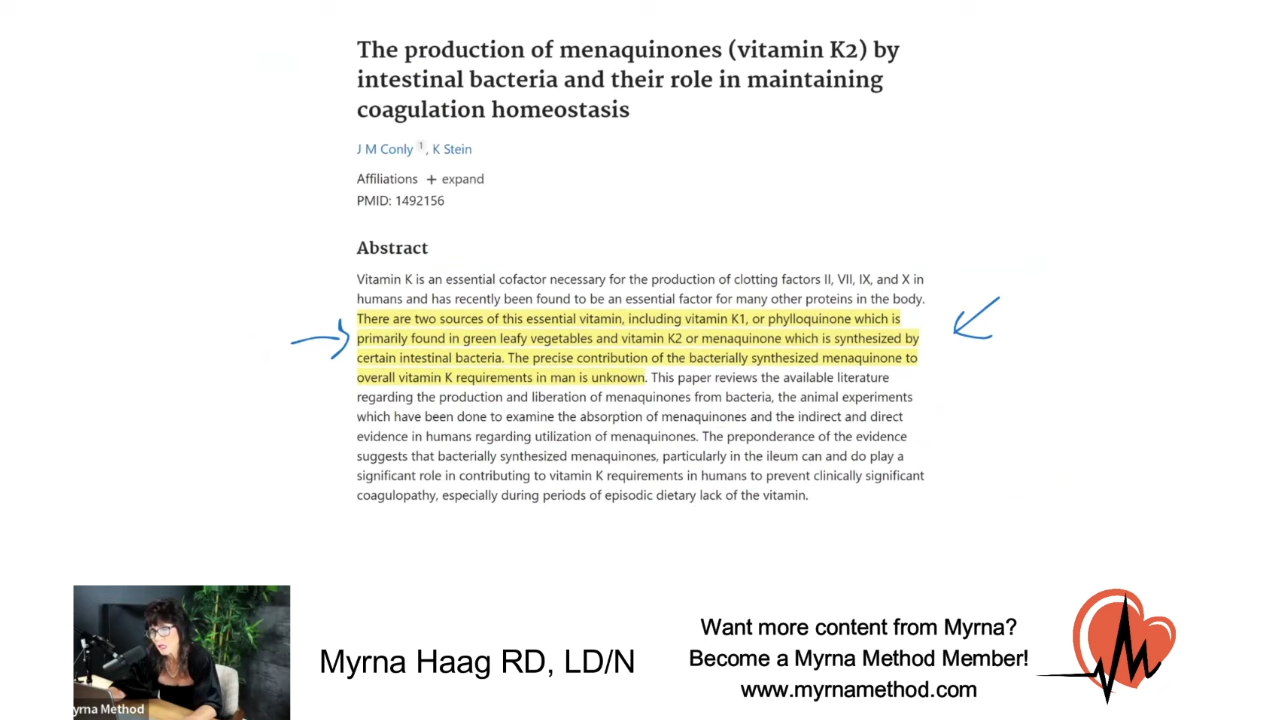 The production of menaquinones (vitamin K2) by
intestinal bacteria and their role in maintaining
coagulation homeostasis
J M Conly 1, K Stein
Affiliations + expand
PMID: 1492156
Abstract
Vitamin K is an essential cofactor necessary for the production of clotting factors II, VII, IX, and X in
humans and has recently been found to be an essential factor for many other proteins in the body.
There are two sources of this essential vitamin, including vitamin K1, or phylloquinone which is
primarily found in green leafy vegetables and vitamin K2 or menaquinone which is synthesized by
certain intestinal bacteria. The precise contribution of the bacterially synthesized menaquinone to
overall vitamin K requirements in man is unknown. This paper reviews the available literature
regarding the production and liberation of menaquinones from bacteria, the animal experiments
which have been done to examine the absorption of menaquinones and the indirect and direct
evidence in humans regarding utilization of menaquinones. The preponderance of the evidence
suggests that bacterially synthesized menaquinones, particularly in the ileum can and do play a
significant role in contributing to vitamin K requirements in humans to prevent clinically significant
coagulopathy, especially during periods of episodic dietary lack of the vitamin.
yrna Method
Myrna Haag RD, LD/N
Want more content from Myrna?
Become a Myrna Method Member!
www.myrnamethod.com